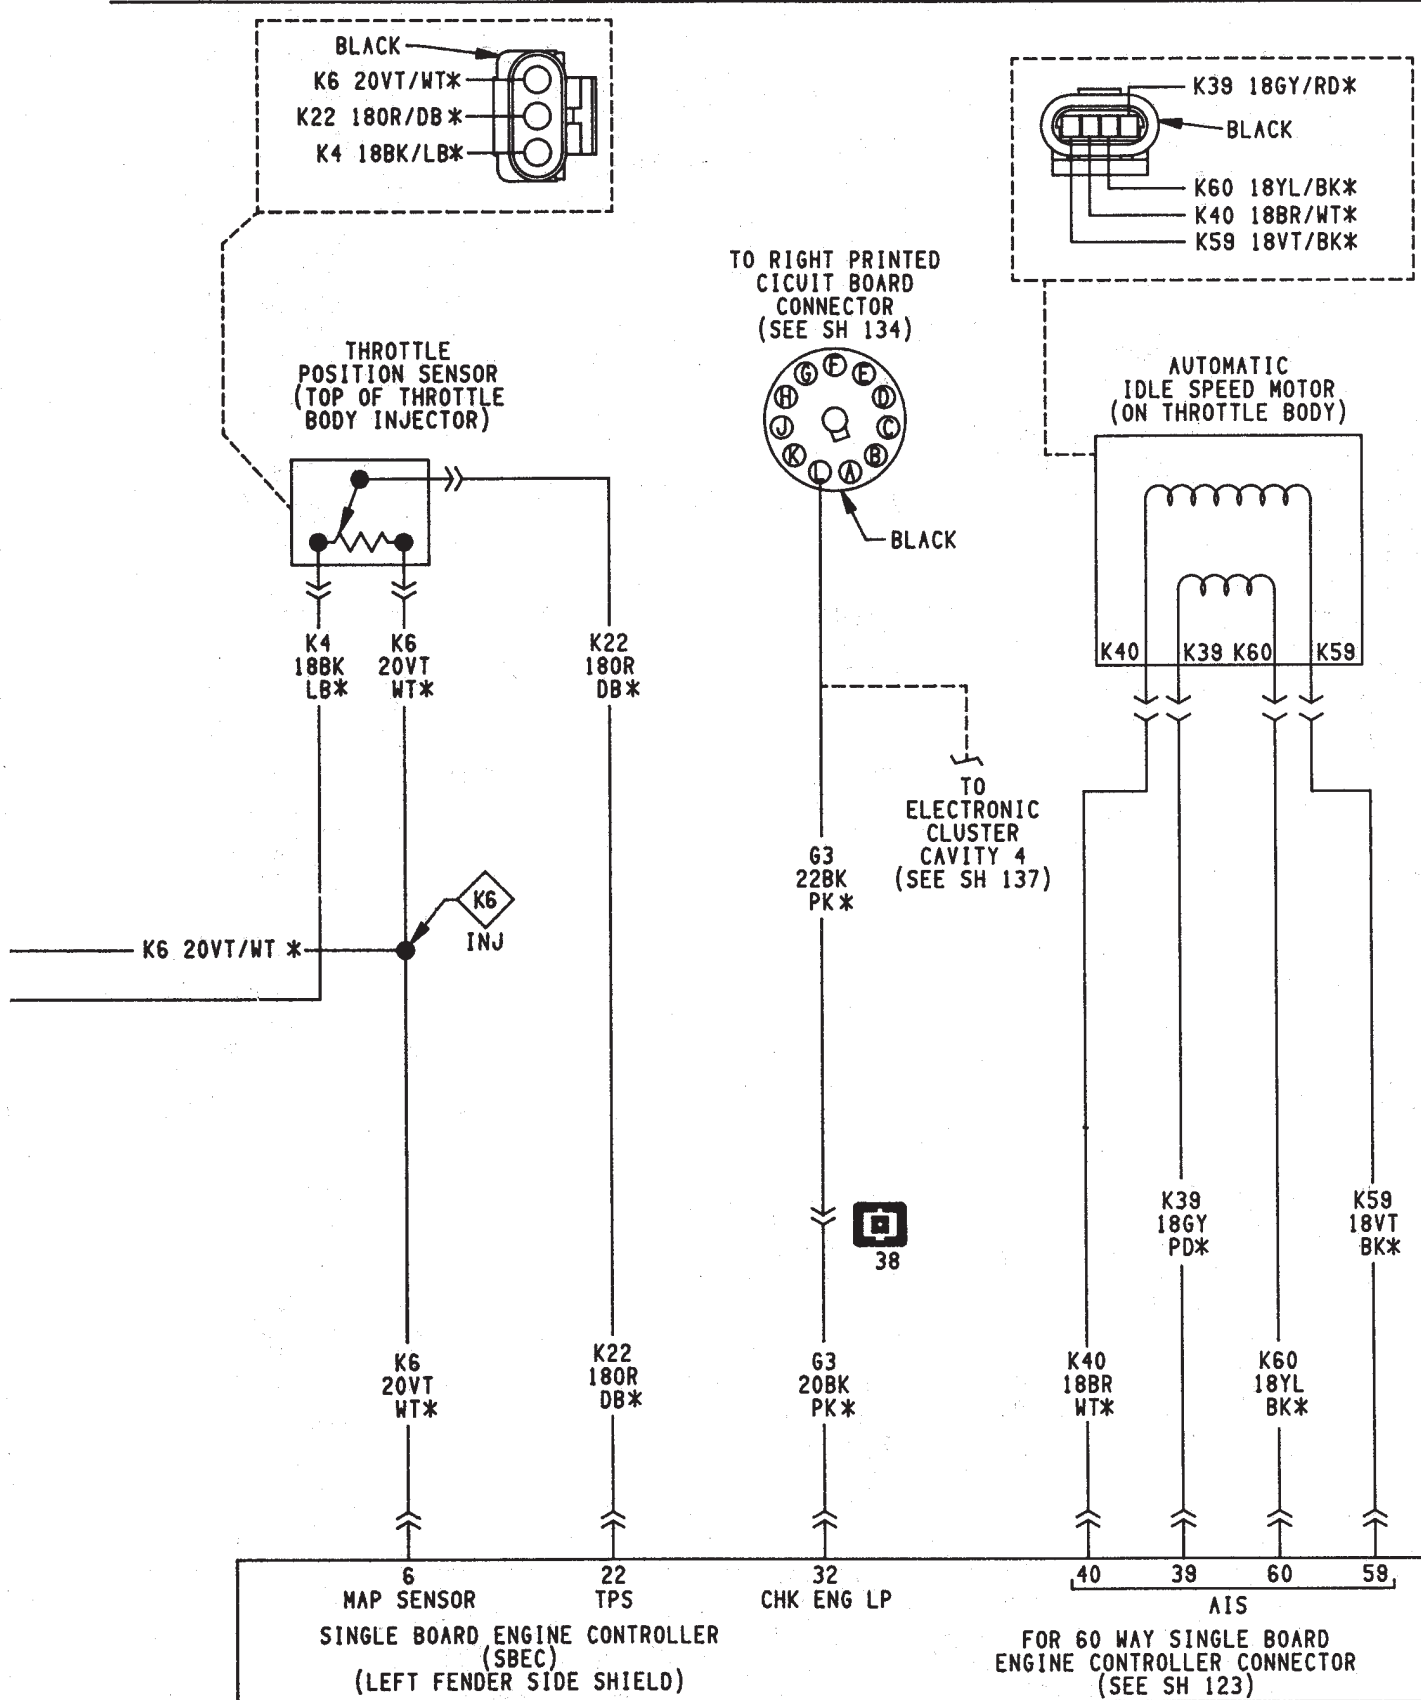 BLACK
K6 20VT/WT*
K22 18OR/DB*
K4 18BK/LB*
K39 18GY/RD*
BLACK
K60 18YL/BK*
K40 18BR/WT*
K59 18VT/BK*
TO RIGHT PRINTED
CICUIT BOARD
CONNECTOR
(SEE SH 134)
F
G
E
H
D
J
C
K
B
L
A
BLACK
THROTTLE
POSITION SENSOR
(TOP OF THROTTLE
BODY INJECTOR)
AUTOMATIC
IDLE SPEED MOTOR
(ON THROTTLE BODY)
K40
K39
K60
K59
K4
18BK
LB*
K6
20VT
WT*
K22
18OR
DB*
TO
ELECTRONIC
CLUSTER
CAVITY 4
(SEE SH 137)
G3
22BK
PK*
K6
INJ
K6 20VT/WT *
38
K39
18GY
PD*
K59
18VT
BK*
K6
20VT
WT*
K22
18OR
DB*
G3
20BK
PK*
K40
18BR
WT*
K60
18YL
BK*
6
MAP SENSOR
22
TPS
32
CHK ENG LP
40
39
60
59
AIS
SINGLE BOARD ENGINE CONTROLLER
(SBEC)
(LEFT FENDER SIDE SHIELD)
FOR 60 WAY SINGLE BOARD
ENGINE CONTROLLER CONNECTOR
(SEE SH 123)